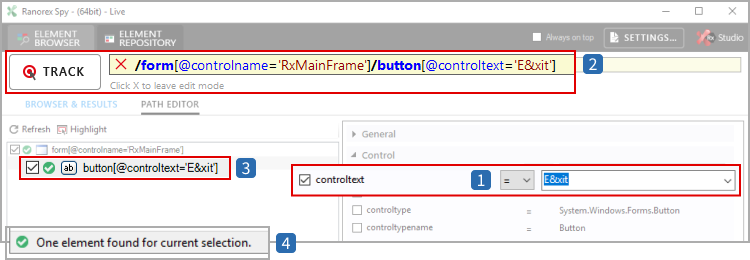 Ranorex Spy - (64bit) - Live
ELEMENT BROWSER
ELEMENT REPOSITORY
Always on top
SETTINGS...
Studio
TRACK
/form[@controlname='RxMainFrame']/button[@controltext='E&xit']
2
Click X to leave edit mode
BROWSER & RESULTS
PATH EDITOR
Refresh
Highlight
General
form[@controlname='RxMainFrame']
Control
ab
button[@controltext='E&xit']
3
controltext
1
=
E&xit
controltype
=
System.Windows.Forms.Button
controltypename
=
Button
One element found for current selection.
4